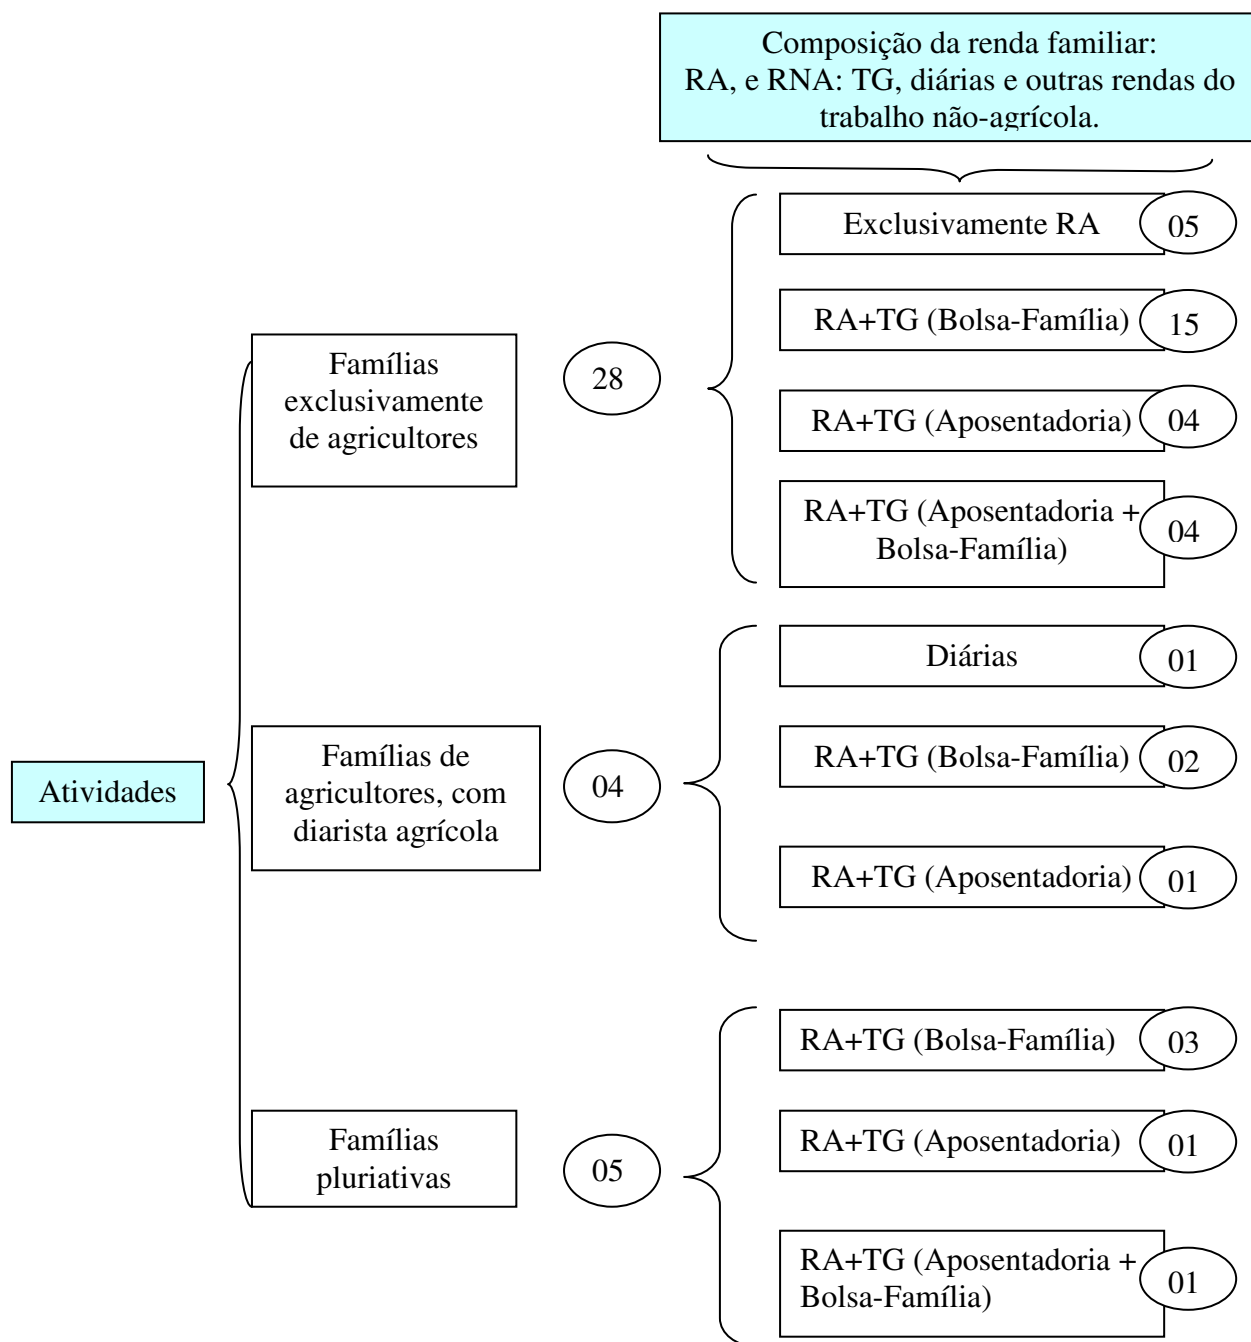 Composição da renda familiar:
RA, e RNA: TG, diárias e outras rendas do
trabalho não-agrícola.
Exclusivamente RA 05
RA+TG (Bolsa-Família) 15
Famílias
exclusivamente
de agricultores
28
RA+TG (Aposentadoria) 04
RA+TG (Aposentadoria +
Bolsa-Família)
04
Diárias 01
Atividades
Famílias de
agricultores, com
diarista agrícola
04
RA+TG (Bolsa-Família) 02
RA+TG (Aposentadoria) 01
RA+TG (Bolsa-Família) 03
Famílias
pluriativas
05
RA+TG (Aposentadoria) 01
RA+TG (Aposentadoria +
Bolsa-Família)
01